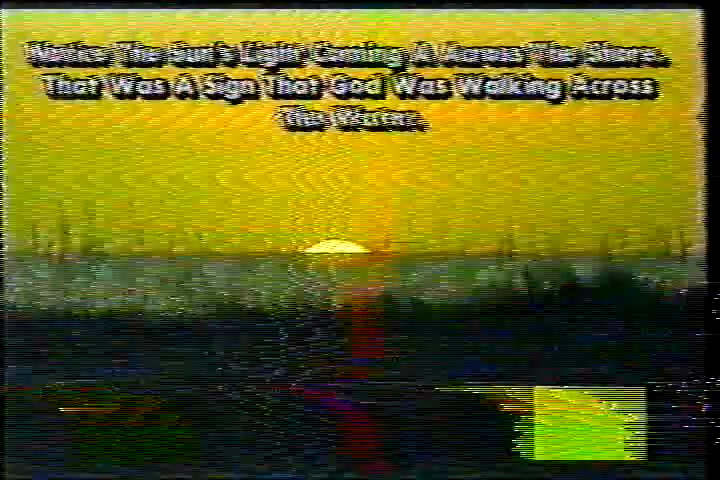 Notice The Sun's Light Coming A Across The Shore.
That Was A Sign That God Was Walking Across
The Water.